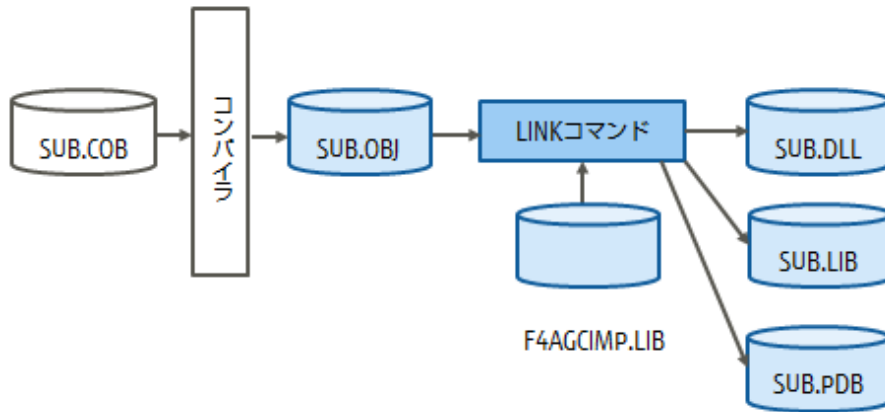 SUB.COB
コンパイラ
SUB.OBJ
LINKコマンド
SUB.DLL
SUB.LIB
F4AGCIMP.LIB
SUB.PDB